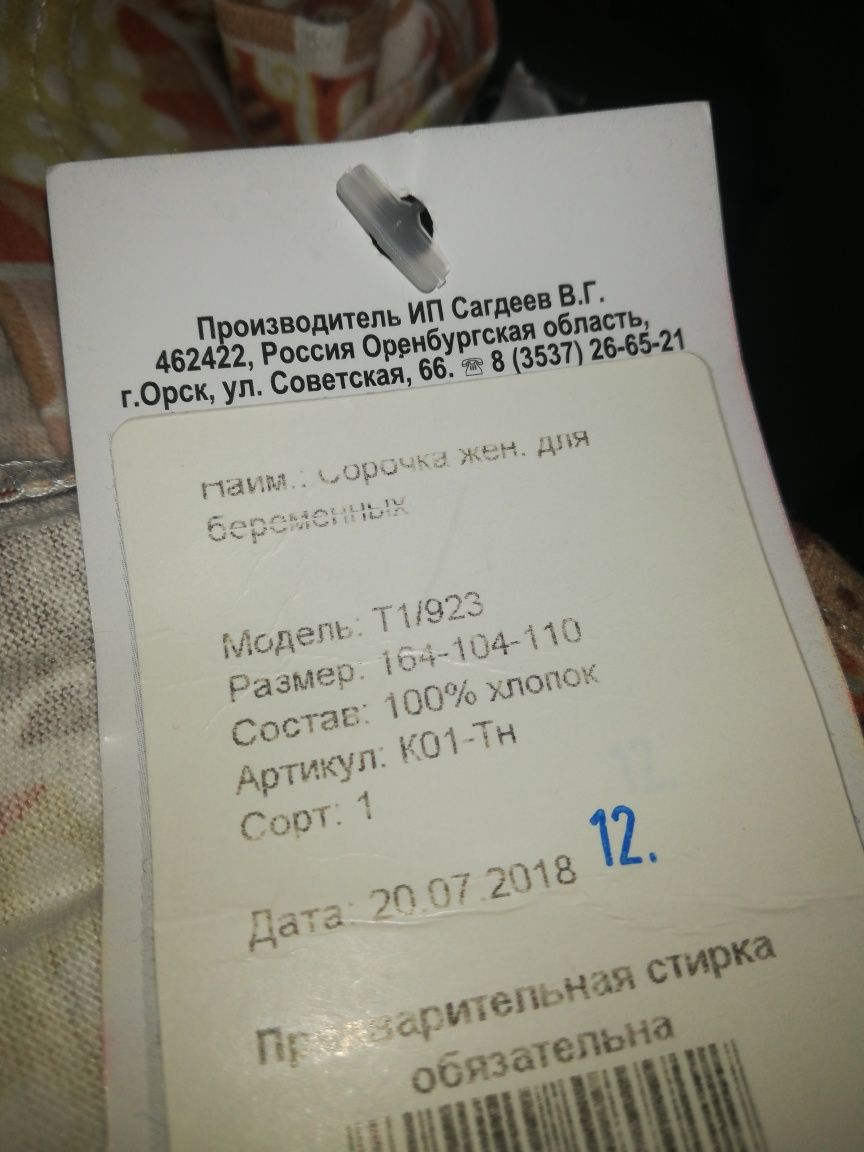 Производитель ИП Сагдеев В.Г.
462422, Россия Оренбургская область,
г.Орск, ул. Советская, 66. ☏ 8 (3537) 26-65-21
Наим.: Сорочка жен. для
беременных
Модель: Т1/923
Размер: 164-104-110
Состав: 100% хлопок
Артикул: К01-Тн
Сорт: 1
12.
12.
Дата: 20.07.2018
Предварительная стирка
обязательна